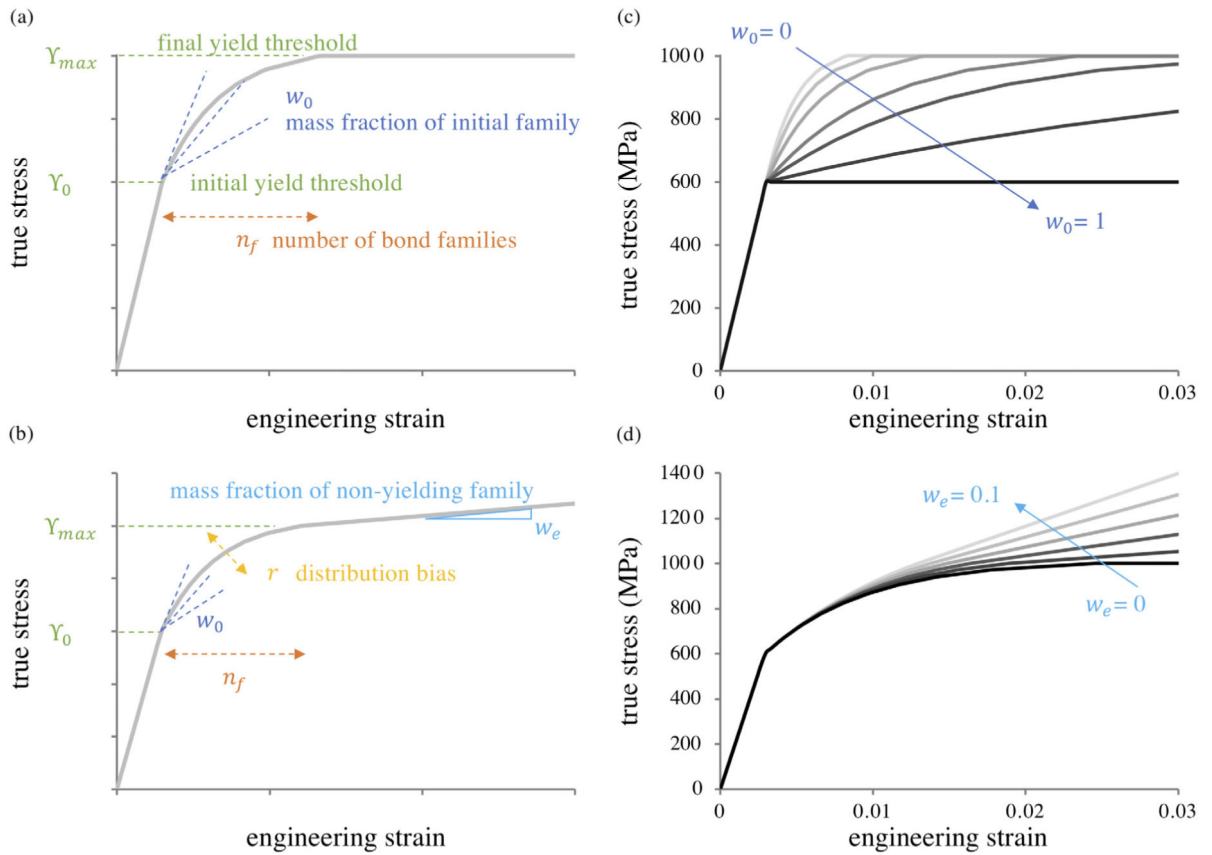 (a)
final yield threshold
ϒmax
w0
mass fraction of initial family
ϒ0
initial yield threshold
nf number of bond families
true stress
engineering strain
(c)
w0= 0
1000
800
600
400
200
0
w0= 1
0 0.01 0.02 0.03
true stress (MPa)
engineering strain
(b)
mass fraction of non-yielding family
ϒmax
we
r distribution bias
ϒ0
w0
nf
true stress
engineering strain
(d)
1400
1200
1000
800
600
400
200
0
we= 0.1
we= 0
0 0.01 0.02 0.03
true stress (MPa)
engineering strain